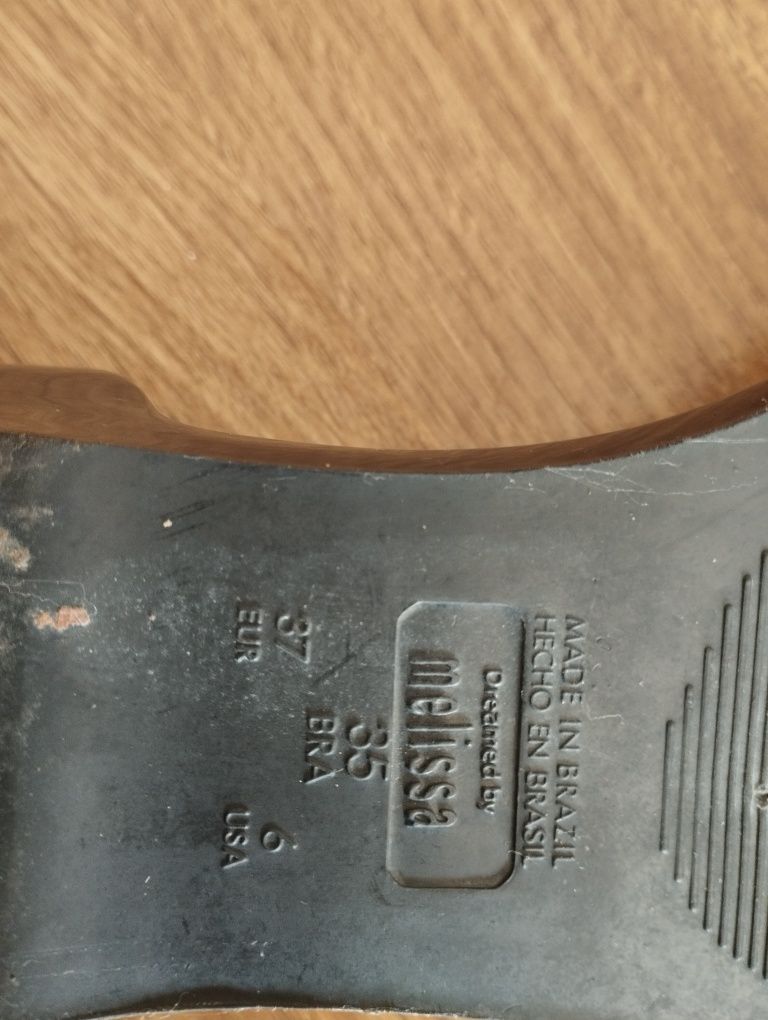 MADE IN BRAZIL
HECHO EN BRASIL
Dreamed by
melissa
35
BRA
37
EUR
6
USA